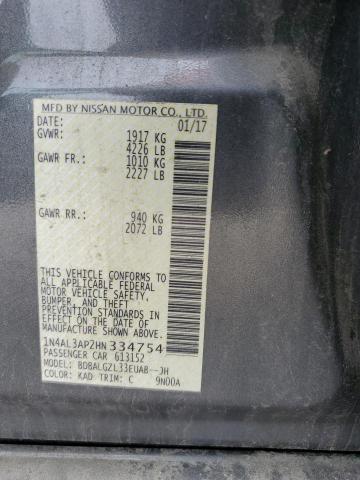 MFD BY NISSAN MOTOR CO., LTD.
DATE: 01/17
GVWR: 1917 KG
4226 LB
GAWR FR.: 1010 KG
2227 LB
GAWR RR.: 940 KG
2072 LB
THIS VEHICLE CONFORMS TO
ALL APPLICABLE FEDERAL
MOTOR VEHICLE SAFETY,
BUMPER, AND THEFT
PREVENTION STANDARDS IN
EFFECT ON THE DATE OF
MANUFACTURE SHOWN ABOVE.
1N4AL3AP2HN 334754
PASSENGER CAR 613152
MODEL: BDBALGZL33EUAB--JH
COLOR: KAD TRIM: C 9N00A